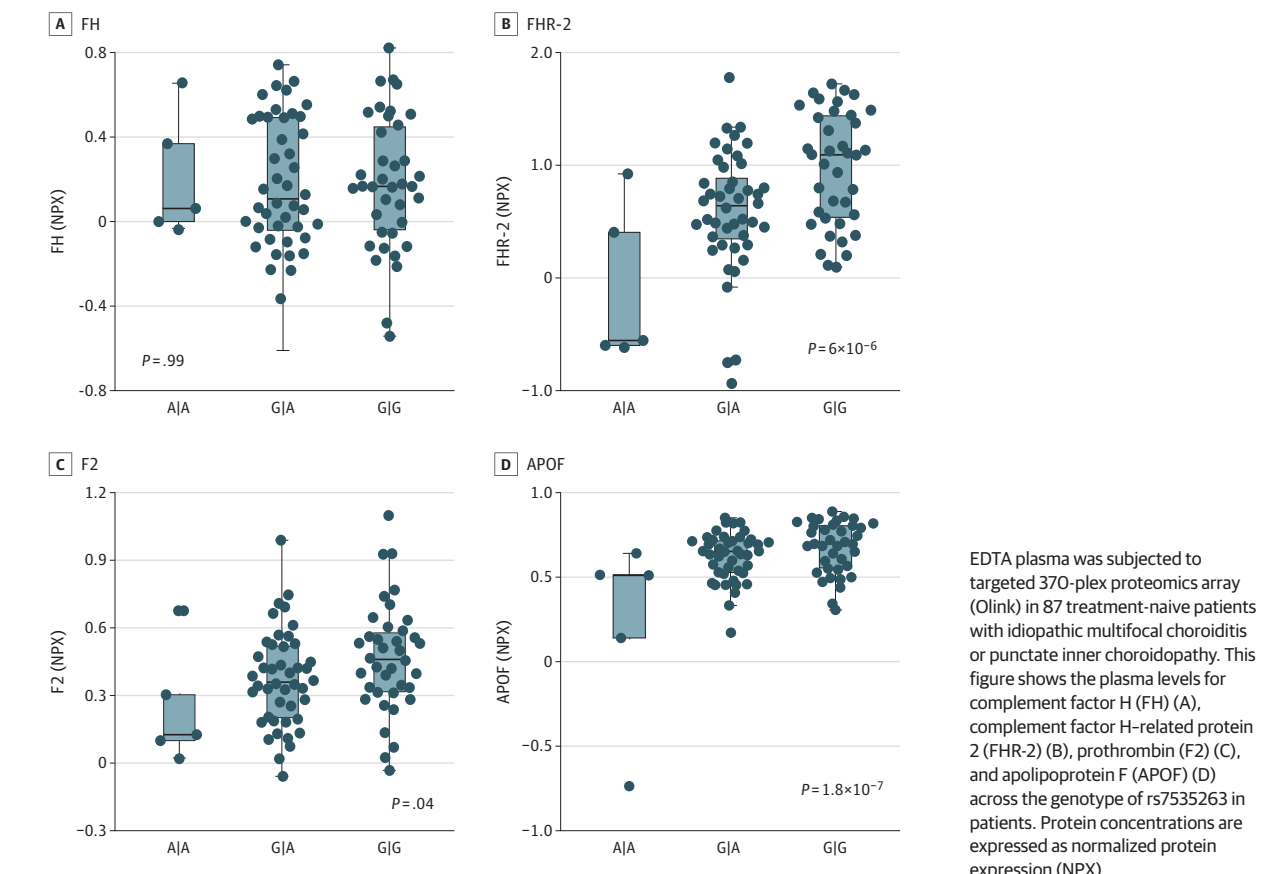 A FH
0.8
0.4
0
-0.4
-0.8
FH (NPX)
P=.99
A|A G|A G|G
B FHR-2
2.0
1.0
0
−1.0
FHR-2 (NPX)
P=6×10−6
A|A G|A G|G
C F2
1.2
0.9
0.6
0.3
0
−0.3
F2 (NPX)
P=.04
A|A G|A G|G
D APOF
1.0
0.5
0
−0.5
−1.0
APOF (NPX)
P=1.8×10−7
A|A G|A G|G
EDTA plasma was subjected to
targeted 370-plex proteomics array
(Olink) in 87 treatment-naive patients
with idiopathic multifocal choroiditis
or punctate inner choroidopathy. This
figure shows the plasma levels for
complement factor H (FH) (A),
complement factor H–related protein
2 (FHR-2) (B), prothrombin (F2) (C),
and apolipoprotein F (APOF) (D)
across the genotype of rs7535263 in
patients. Protein concentrations are
expressed as normalized protein
expression (NPX)